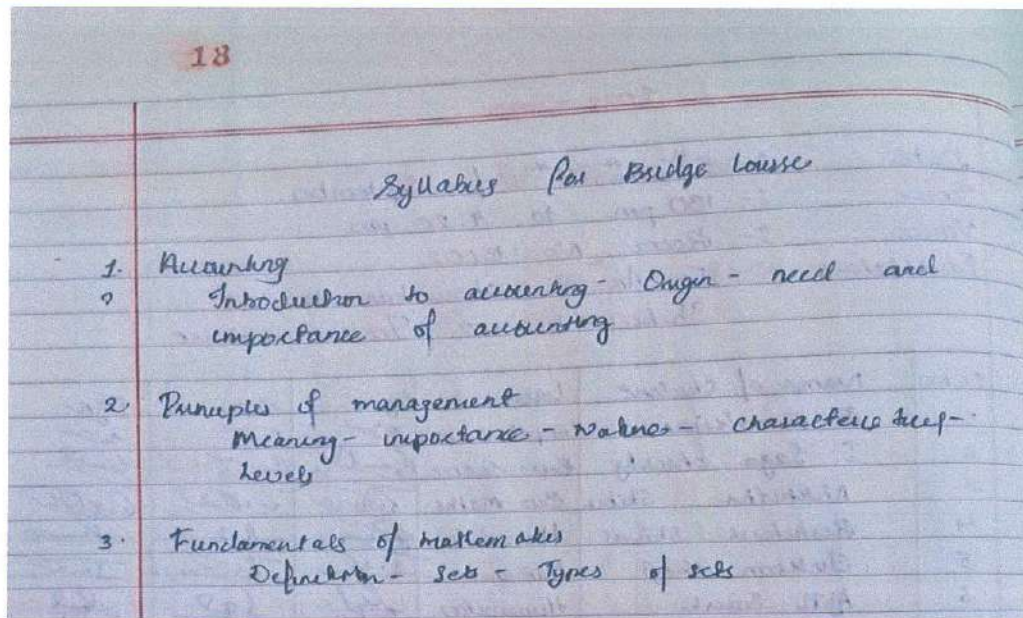 18
Syllabus for Bridge Course
1. Accounting
Introduction to accounting - Origin - need and
importance of accounting
2. Principles of management
Meaning - importance - Nature - Characteristics -
Levels
3. Fundamentals of mathematics
Definition - Sets - Types of sets